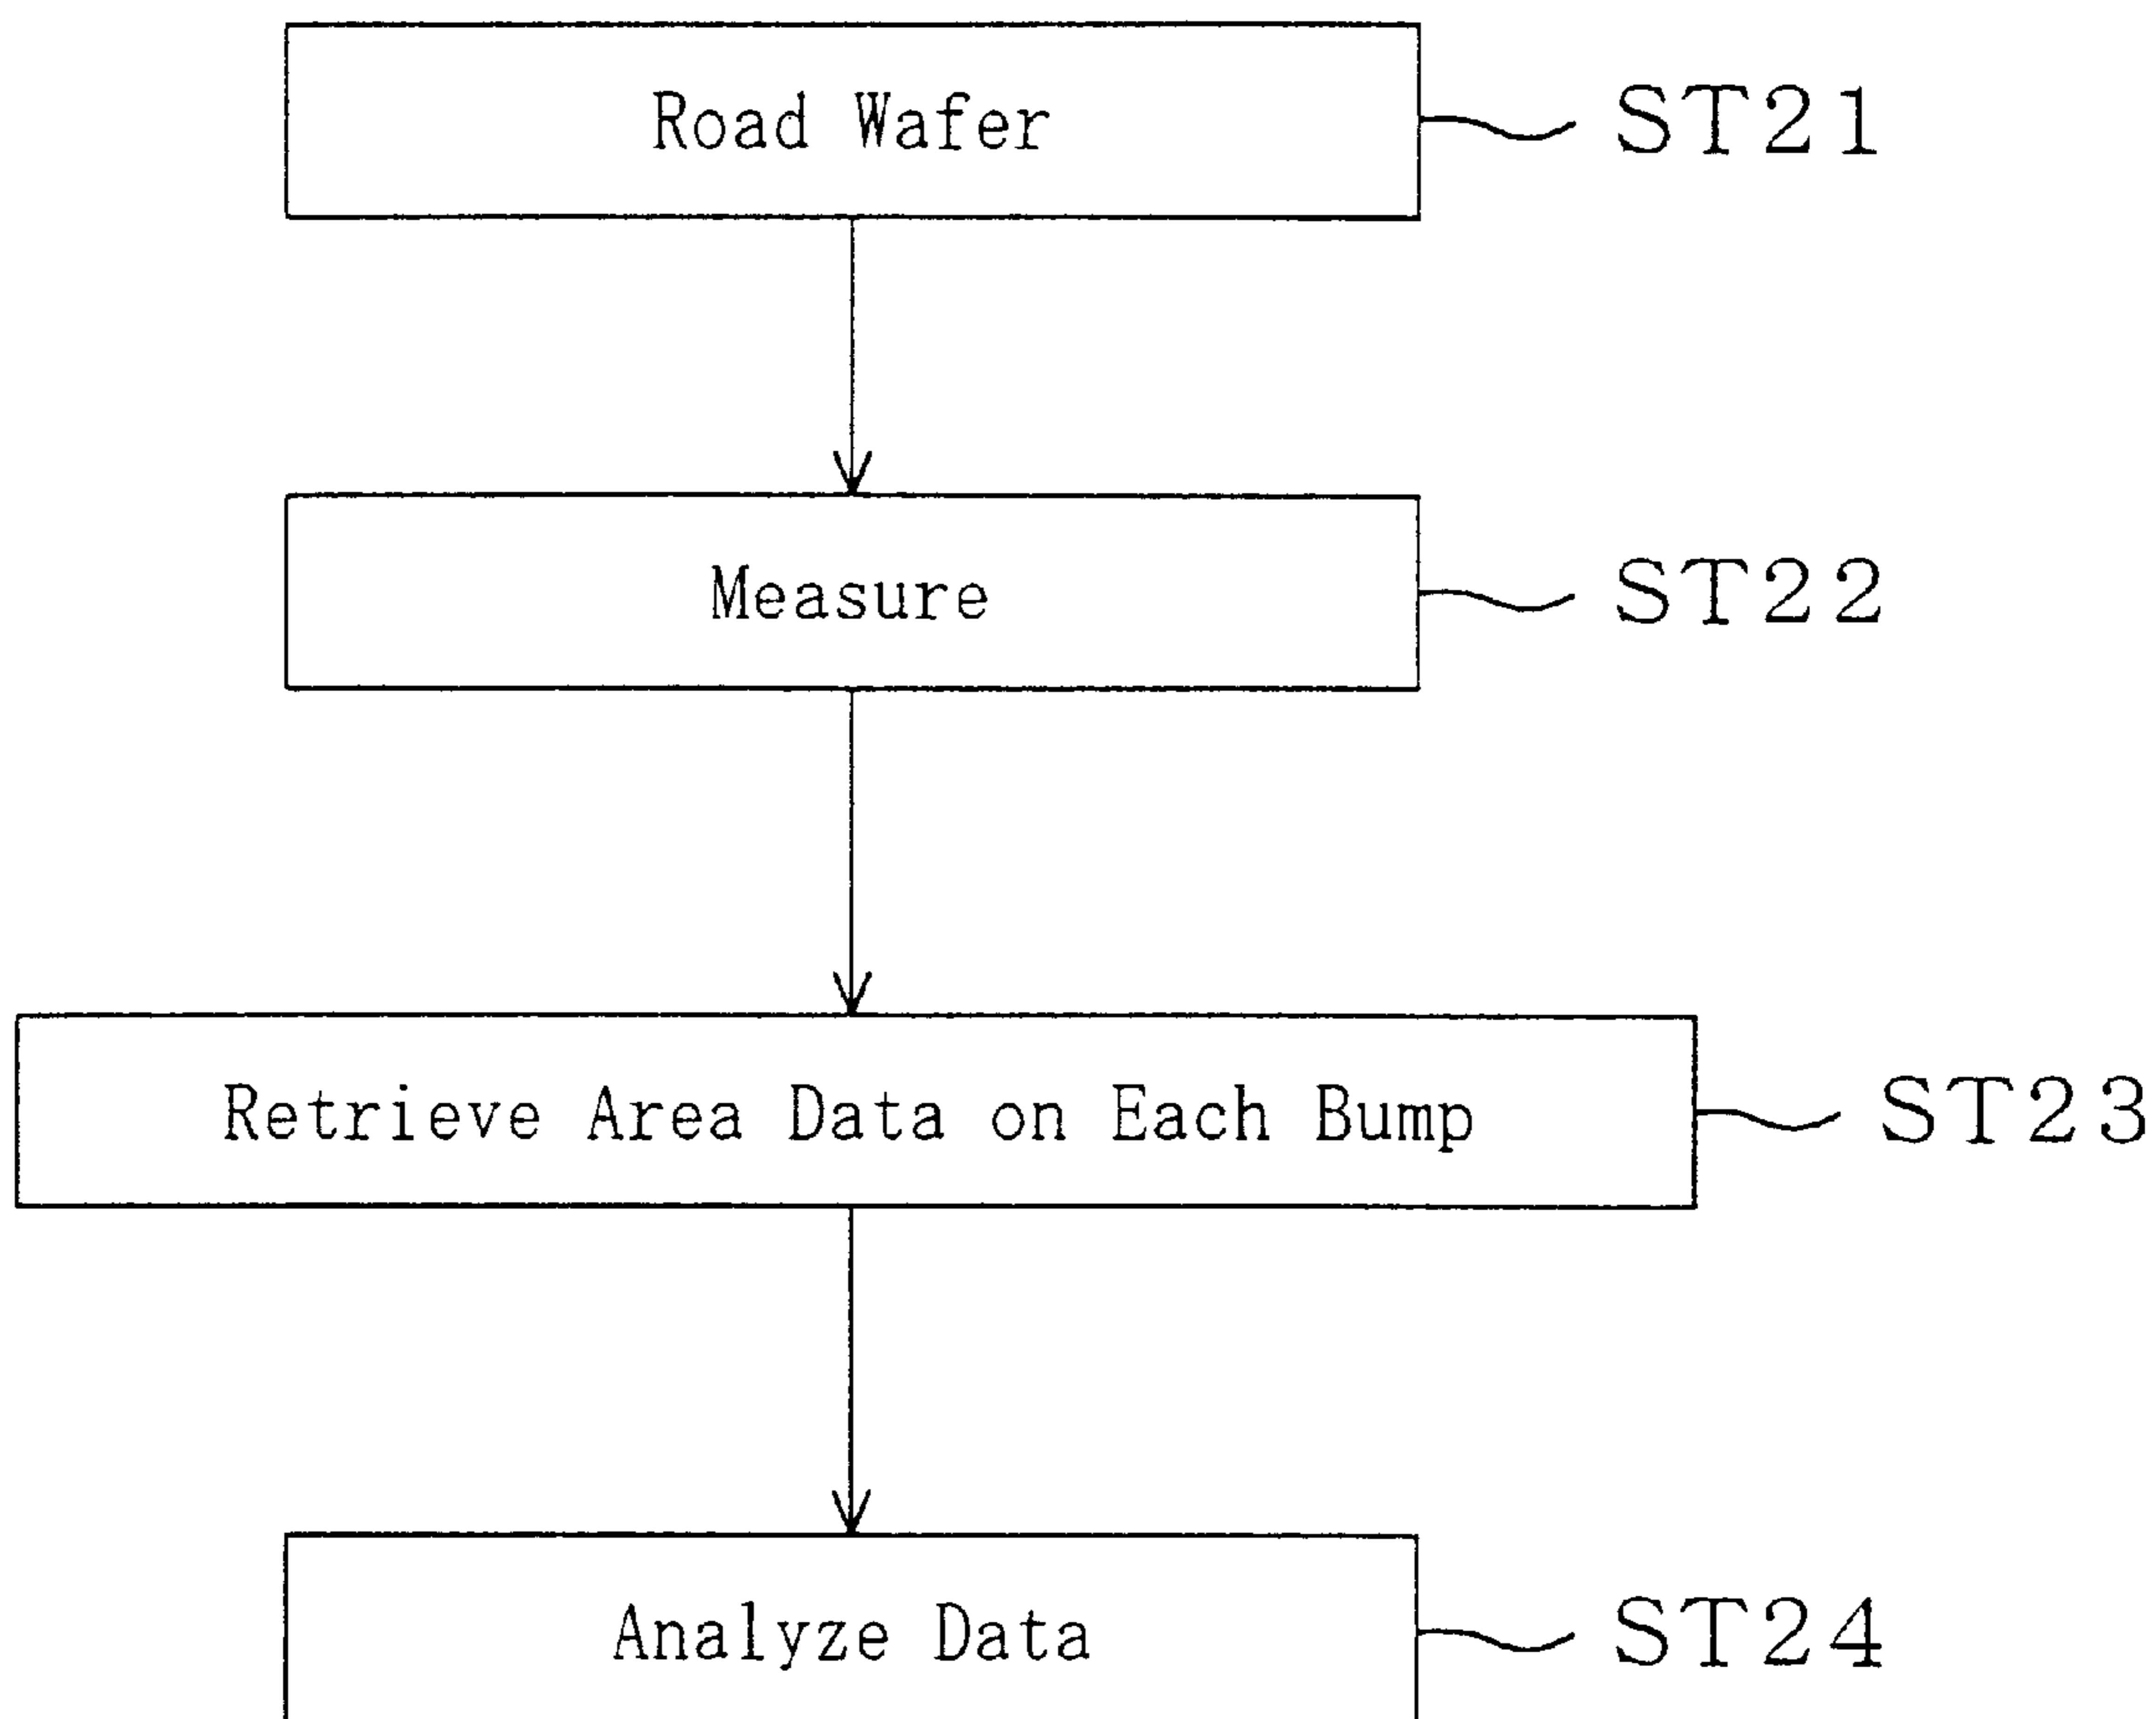 Road Wafer ST21
Measure ST22
Retrieve Area Data on Each Bump ST23
Analyze Data ST24